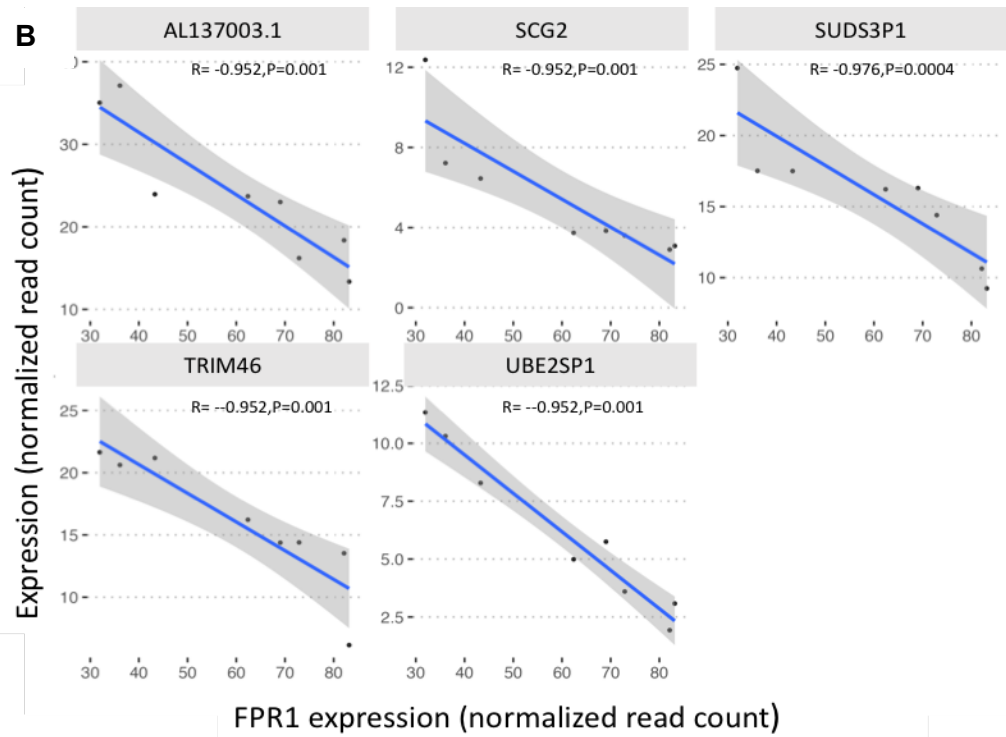 B
AL137003.1
SCG2
SUDS3P1
R= -0.952,P=0.001
R= -0.952,P=0.001
R= -0.976,P=0.0004
30
20
10
12
8
4
0
25
20
15
10
30 40 50 60 70 80
30 40 50 60 70 80
30 40 50 60 70 80
TRIM46
UBE2SP1
R= --0.952,P=0.001
R= --0.952,P=0.001
25
20
15
10
12.5
10.0
7.5
5.0
2.5
30 40 50 60 70 80
30 40 50 60 70 80
Expression (normalized read count)
FPR1 expression (normalized read count)